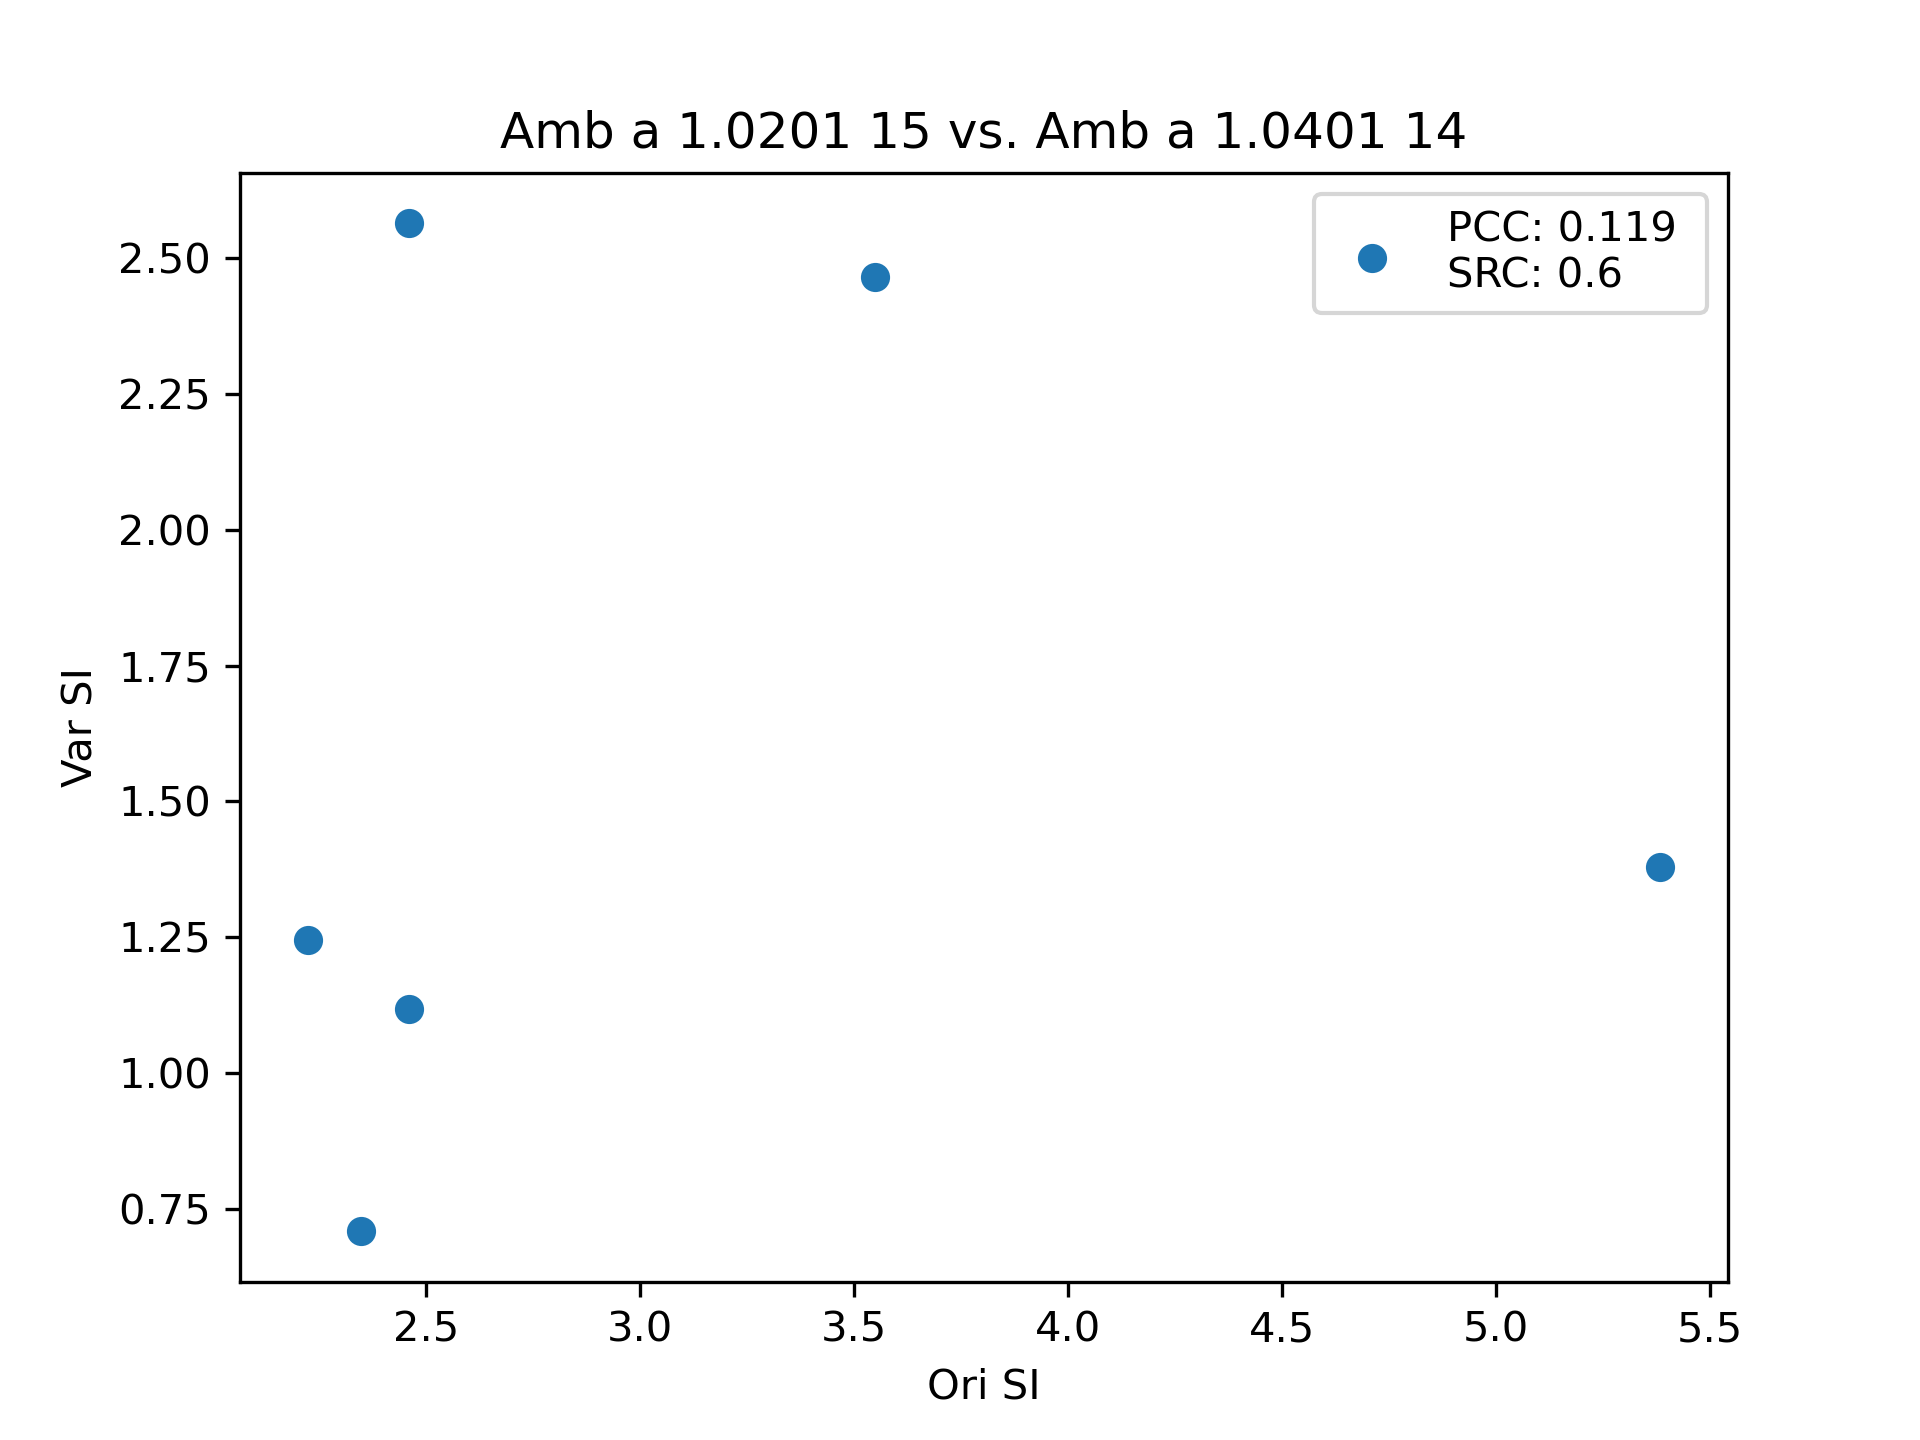 Amb a 1.0201 15 vs. Amb a 1.0401 14
PCC: 0.119
SRC: 0.6
2.50
2.25
2.00
1.75
1.50
1.25
1.00
0.75
Var SI
2.5 3.0 3.5 4.0 4.5 5.0 5.5
Ori SI